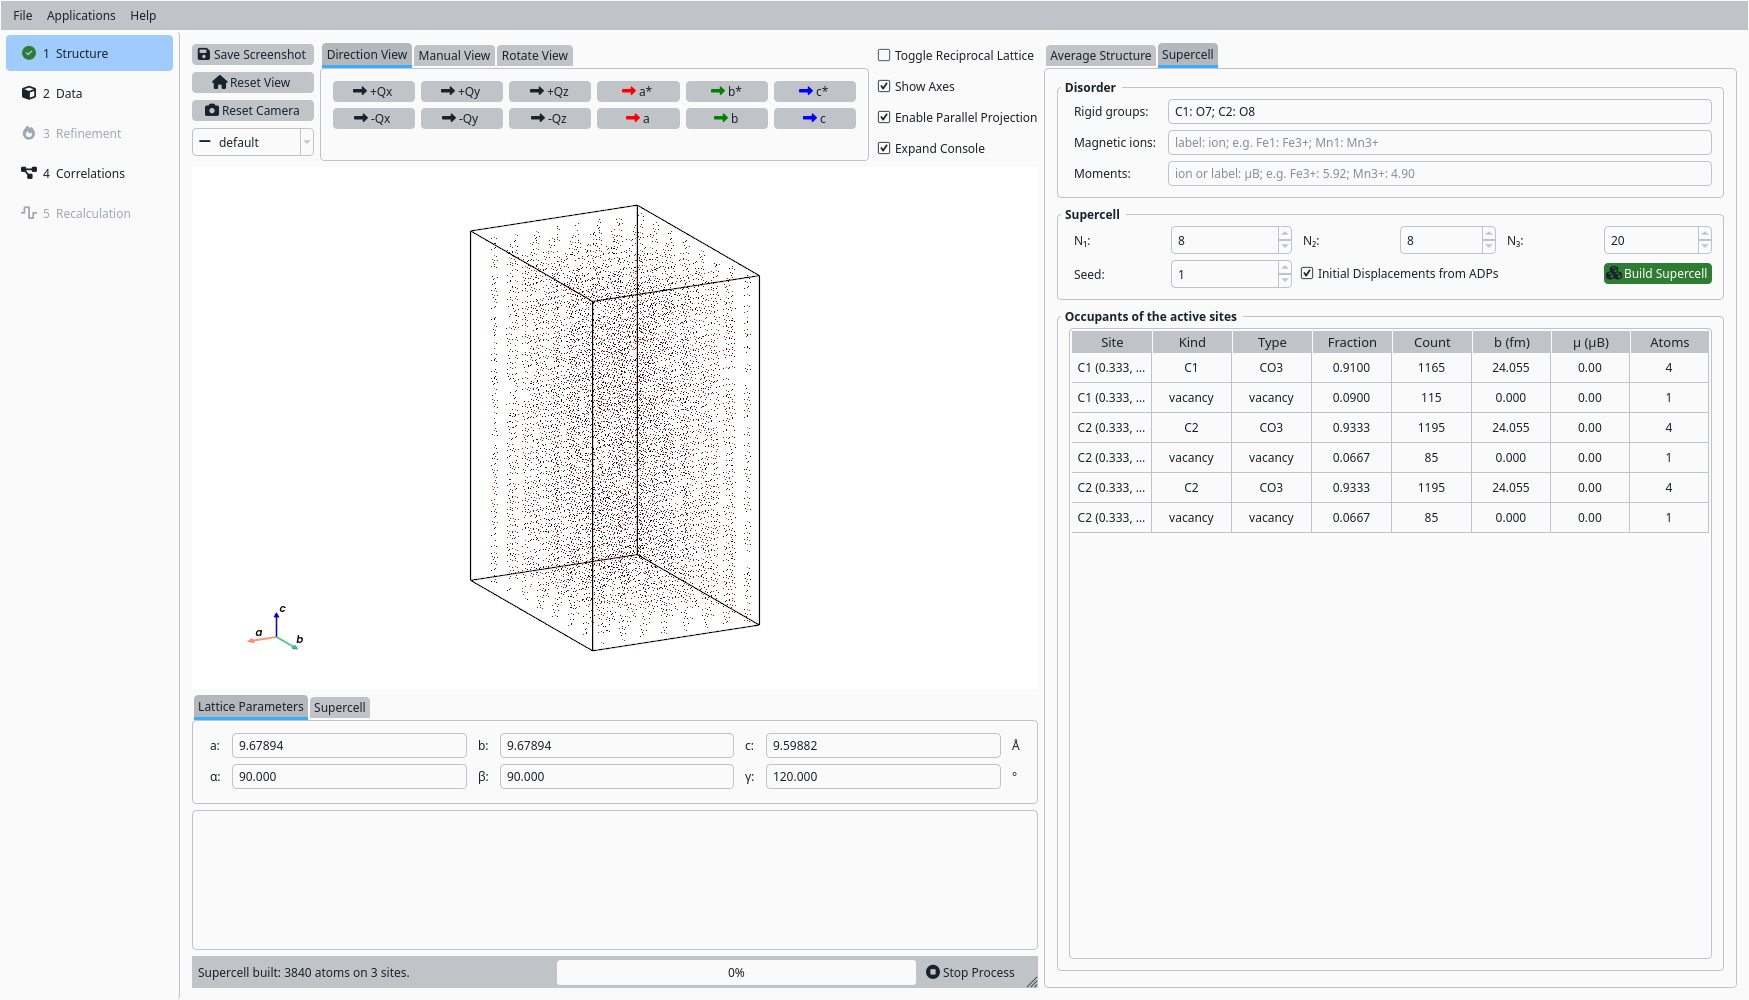 File Applications Help
1 Structure
2 Data
3 Refinement
4 Correlations
5 Recalculation
Save Screenshot
Reset View
Reset Camera
default
Direction View Manual View Rotate View
+Qx +Qy +Qz a* b* c*
-Qx -Qy -Qz a b c
Toggle Reciprocal Lattice
Show Axes
Enable Parallel Projection
Expand Console
a b c
Lattice Parameters Supercell
a: 9.67894 b: 9.67894 c: 9.59882 Å
α: 90.000 β: 90.000 γ: 120.000 °
Supercell built: 3840 atoms on 3 sites. 0% Stop Process
Average Structure Supercell
Disorder
Rigid groups: C1: O7; C2: O8
Magnetic ions: label: ion; e.g. Fe1: Fe3+; Mn1: Mn3+
Moments: ion or label: μB; e.g. Fe3+: 5.92; Mn3+: 4.90
Supercell
N₁: 8 N₂: 8 N₃: 20
Seed: 1 Initial Displacements from ADPs Build Supercell
Occupants of the active sites
Site Kind Type Fraction Count b (fm) μ (μB) Atoms
C1 (0.333, ... C1 CO3 0.9100 1165 24.055 0.00 4
C1 (0.333, ... vacancy vacancy 0.0900 115 0.000 0.00 1
C2 (0.333, ... C2 CO3 0.9333 1195 24.055 0.00 4
C2 (0.333, ... vacancy vacancy 0.0667 85 0.000 0.00 1
C2 (0.333, ... C2 CO3 0.9333 1195 24.055 0.00 4
C2 (0.333, ... vacancy vacancy 0.0667 85 0.000 0.00 1